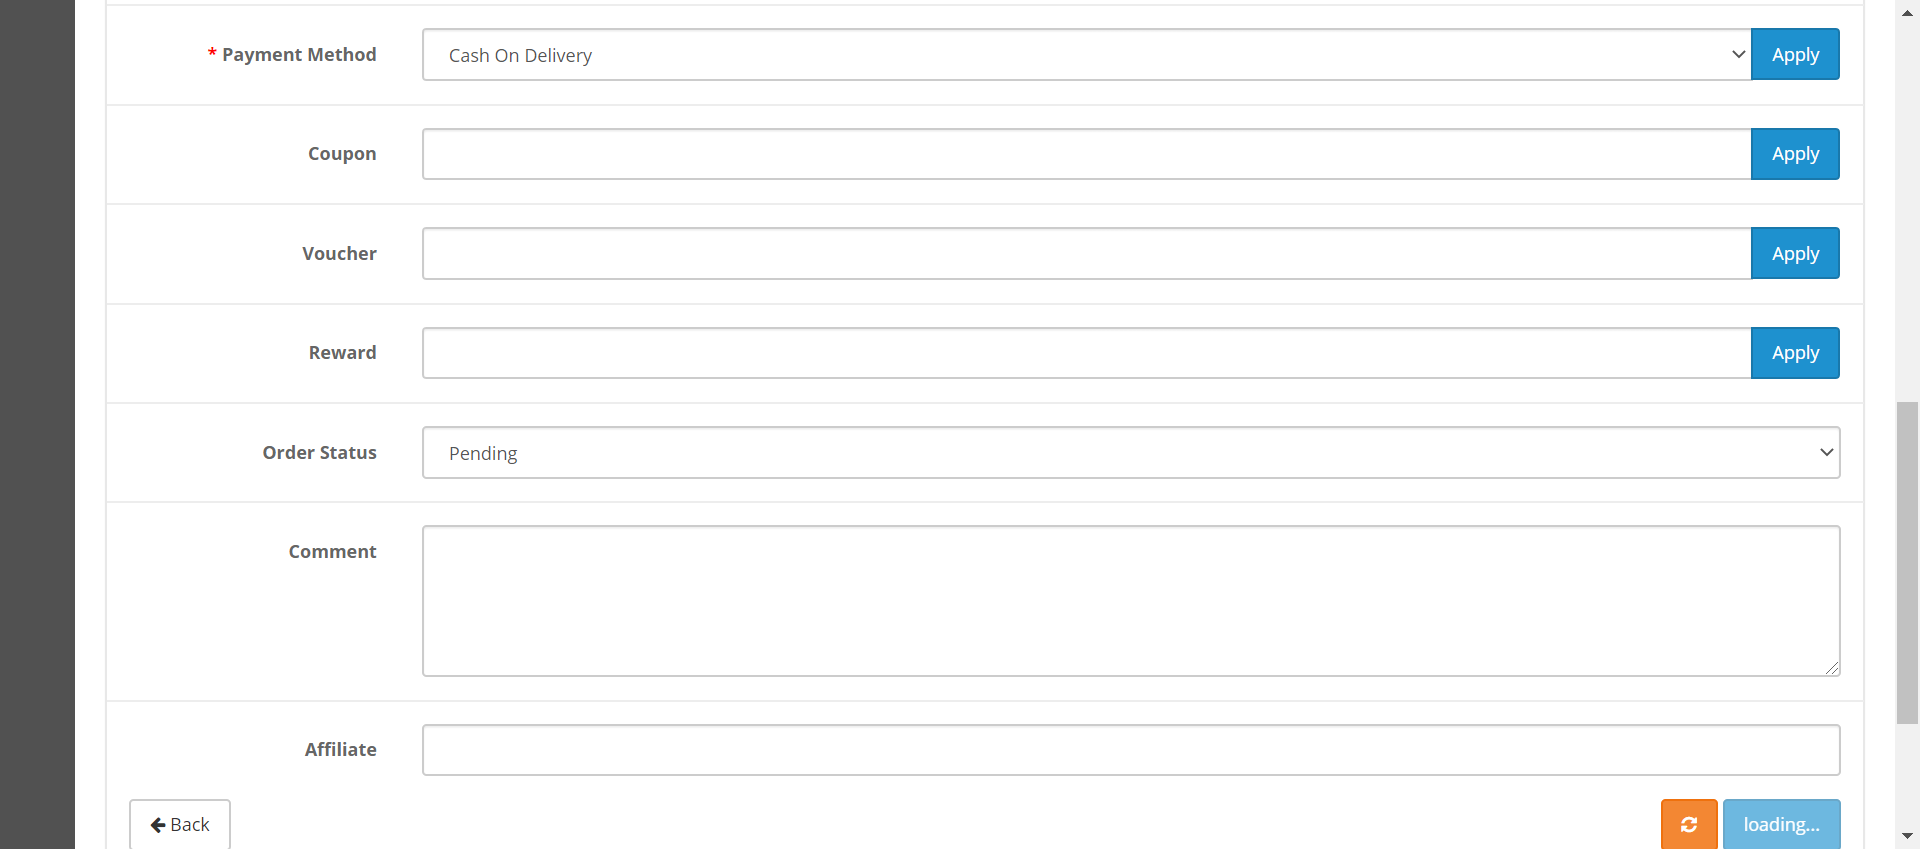 * Payment Method Cash On Delivery Apply
Coupon Apply
Voucher Apply
Reward Apply
Order Status Pending
Comment
Affiliate
Back loading...